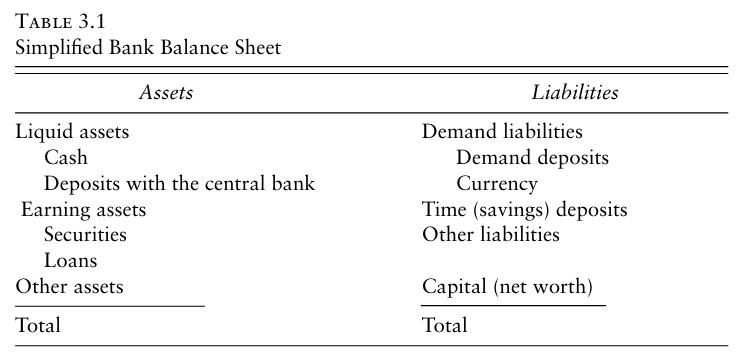 TABLE 3.1
Simplified Bank Balance Sheet
Assets Liabilities
Liquid assets Demand liabilities
Cash Demand deposits
Deposits with the central bank Currency
Earning assets Time (savings) deposits
Securities Other liabilities
Loans
Other assets Capital (net worth)
Total Total